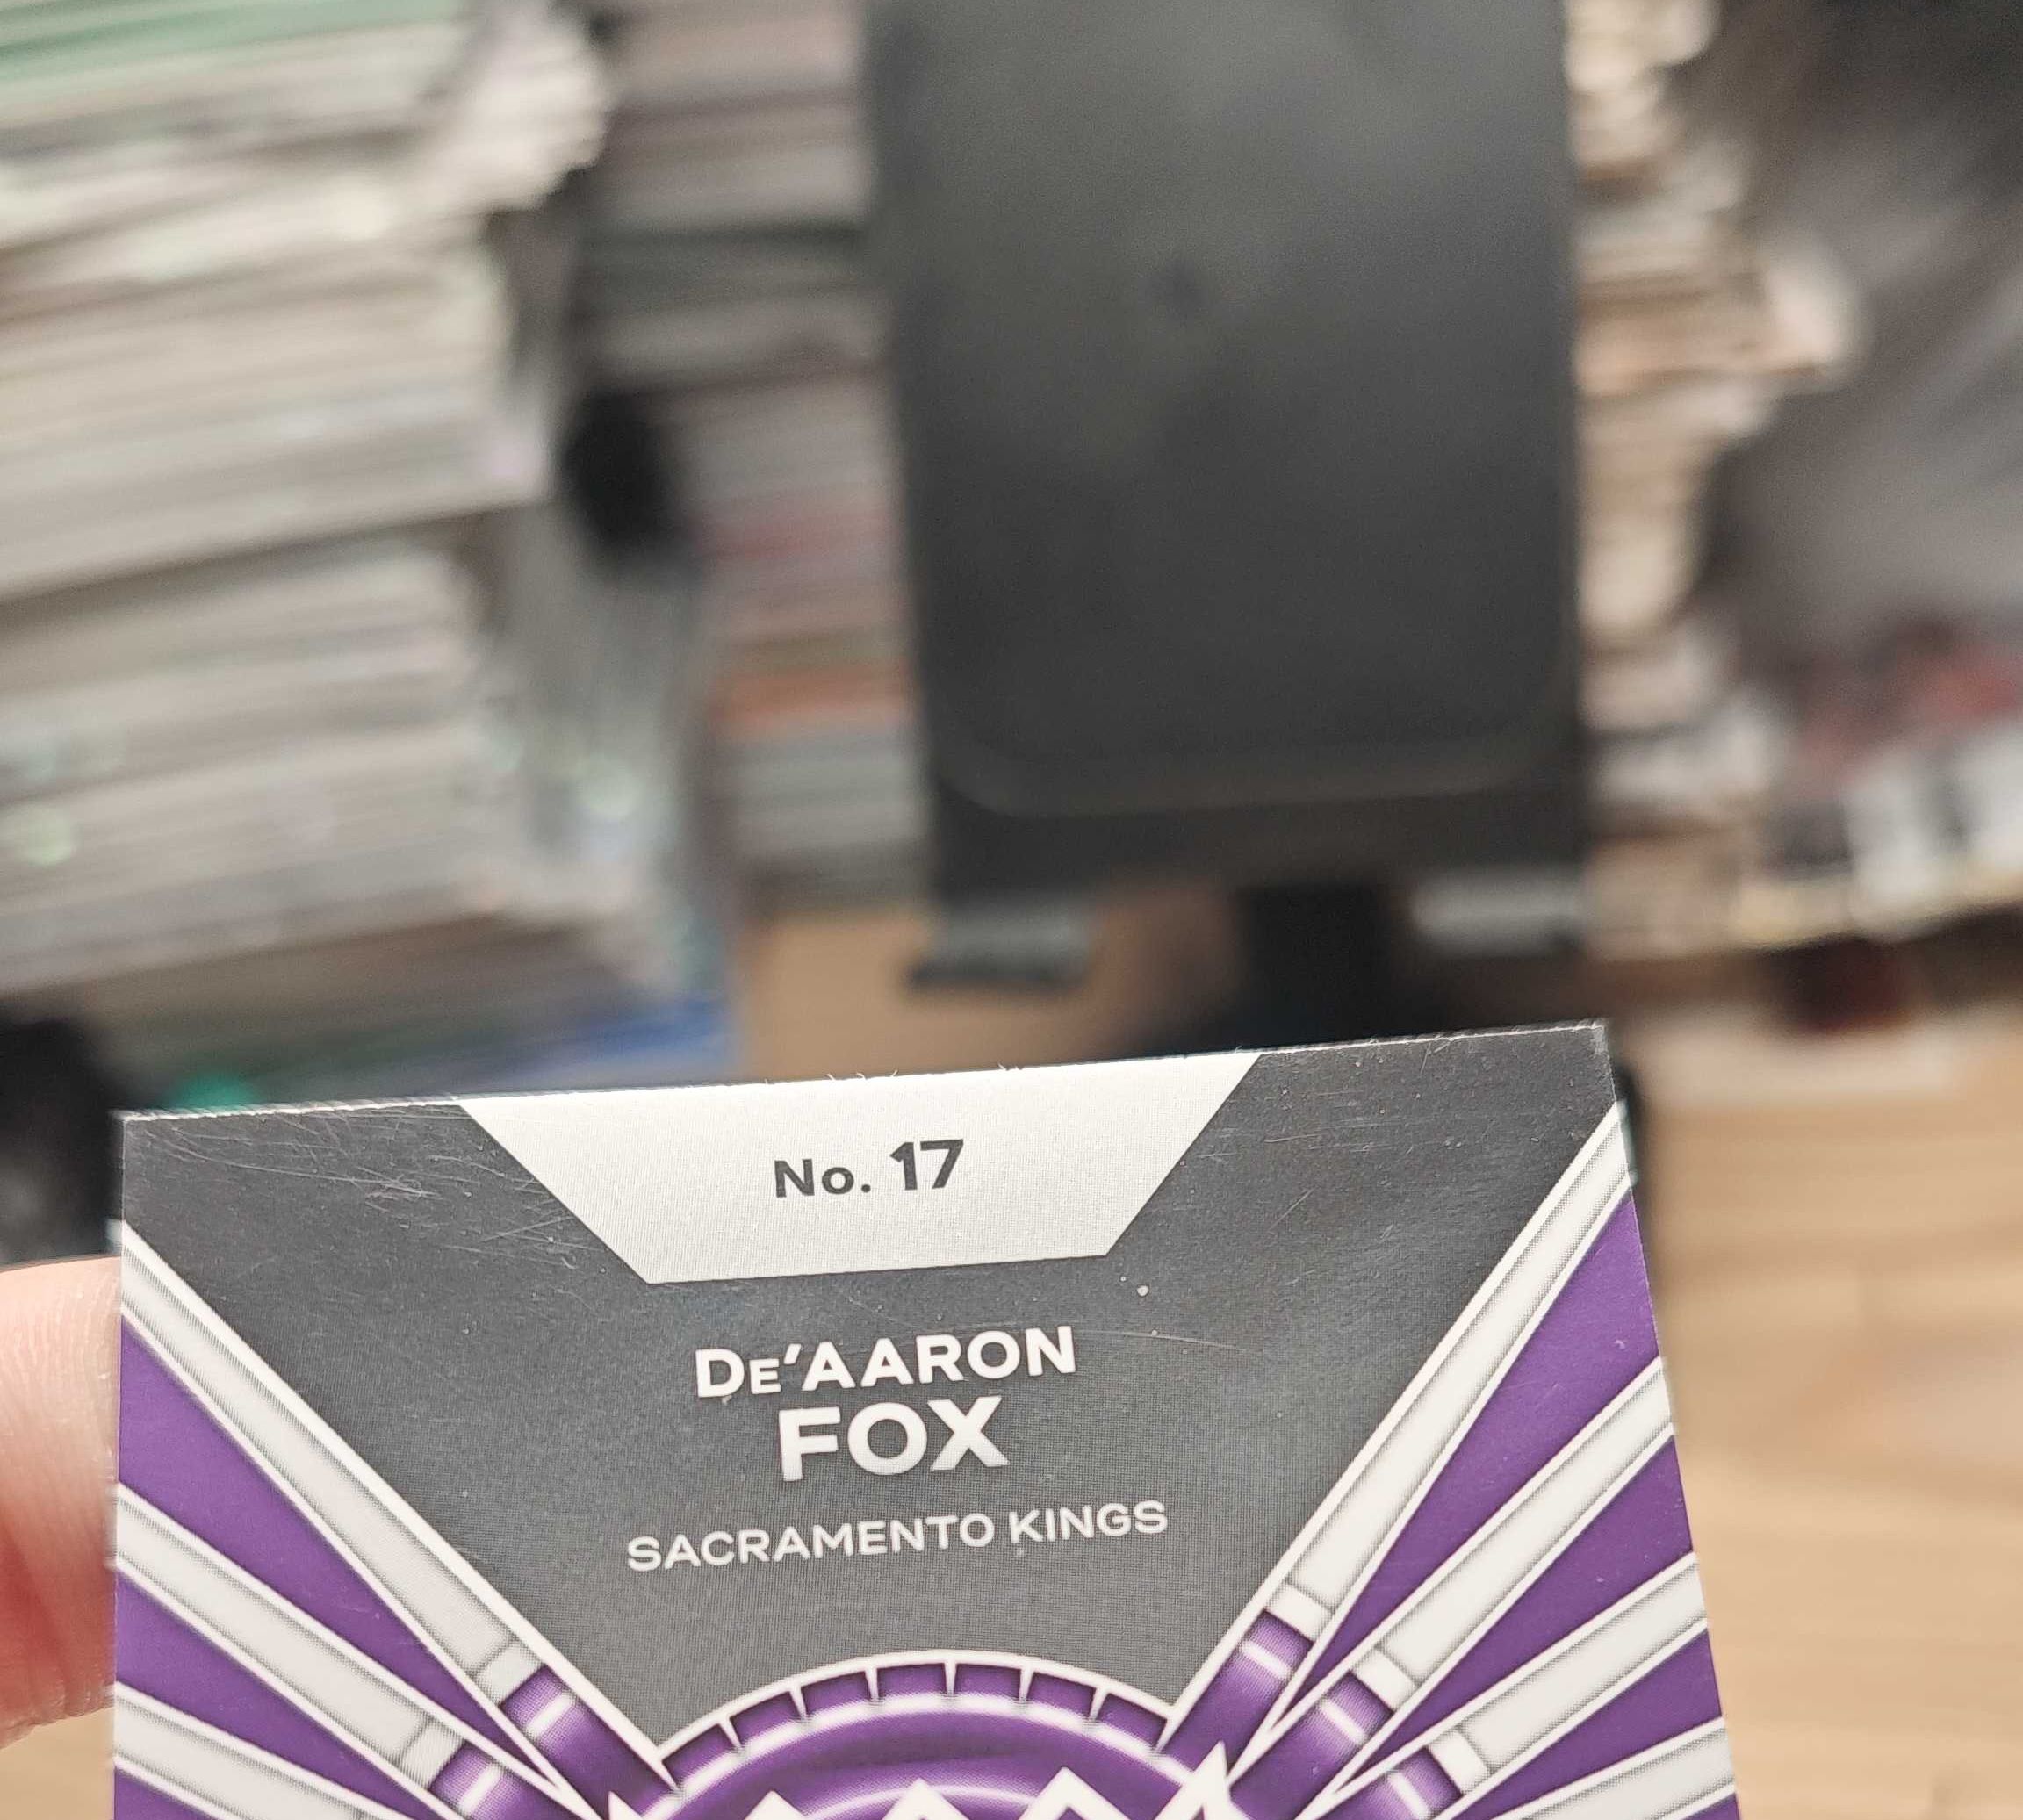 No. 17
DE'AARON
FOX
SACRAMENTO KINGS